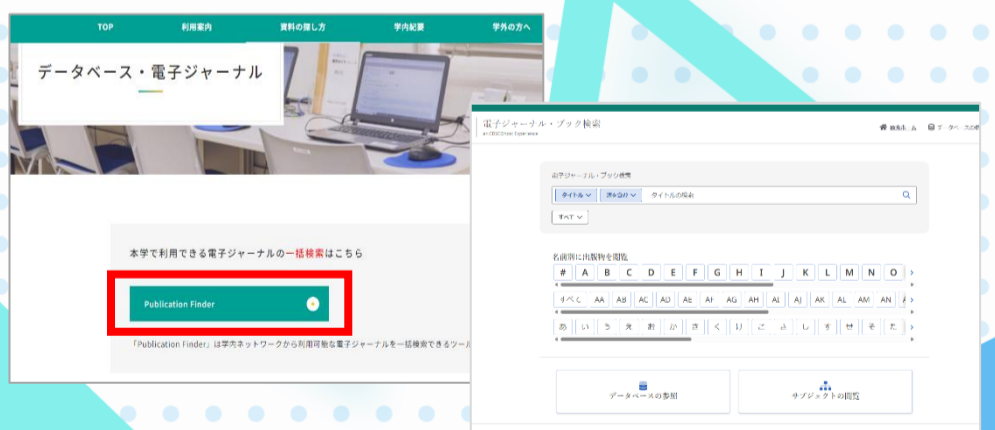 TOP 利用案内 資料の探し方 学内紀要 学外の方へ
データベース・電子ジャーナル
本学で利用できる電子ジャーナルの一括検索はこちら
Publication Finder
「Publication Finder」は学内ネットワークから利用可能な電子ジャーナルを一括検索できるツール
電子ジャーナル・ブック検索
電子ジャーナル・ブック検索
タイトル タイトルの検索
すべて
名前別に出版物を閲覧
# A B C D E F G H I J K L M N O
すべて AA AB AC AD AE AF AG AH AI AJ AK AL AM AN
あ い う え お か き く け こ さ し す せ そ た
データベースの参照
サブジェクトの閲覧